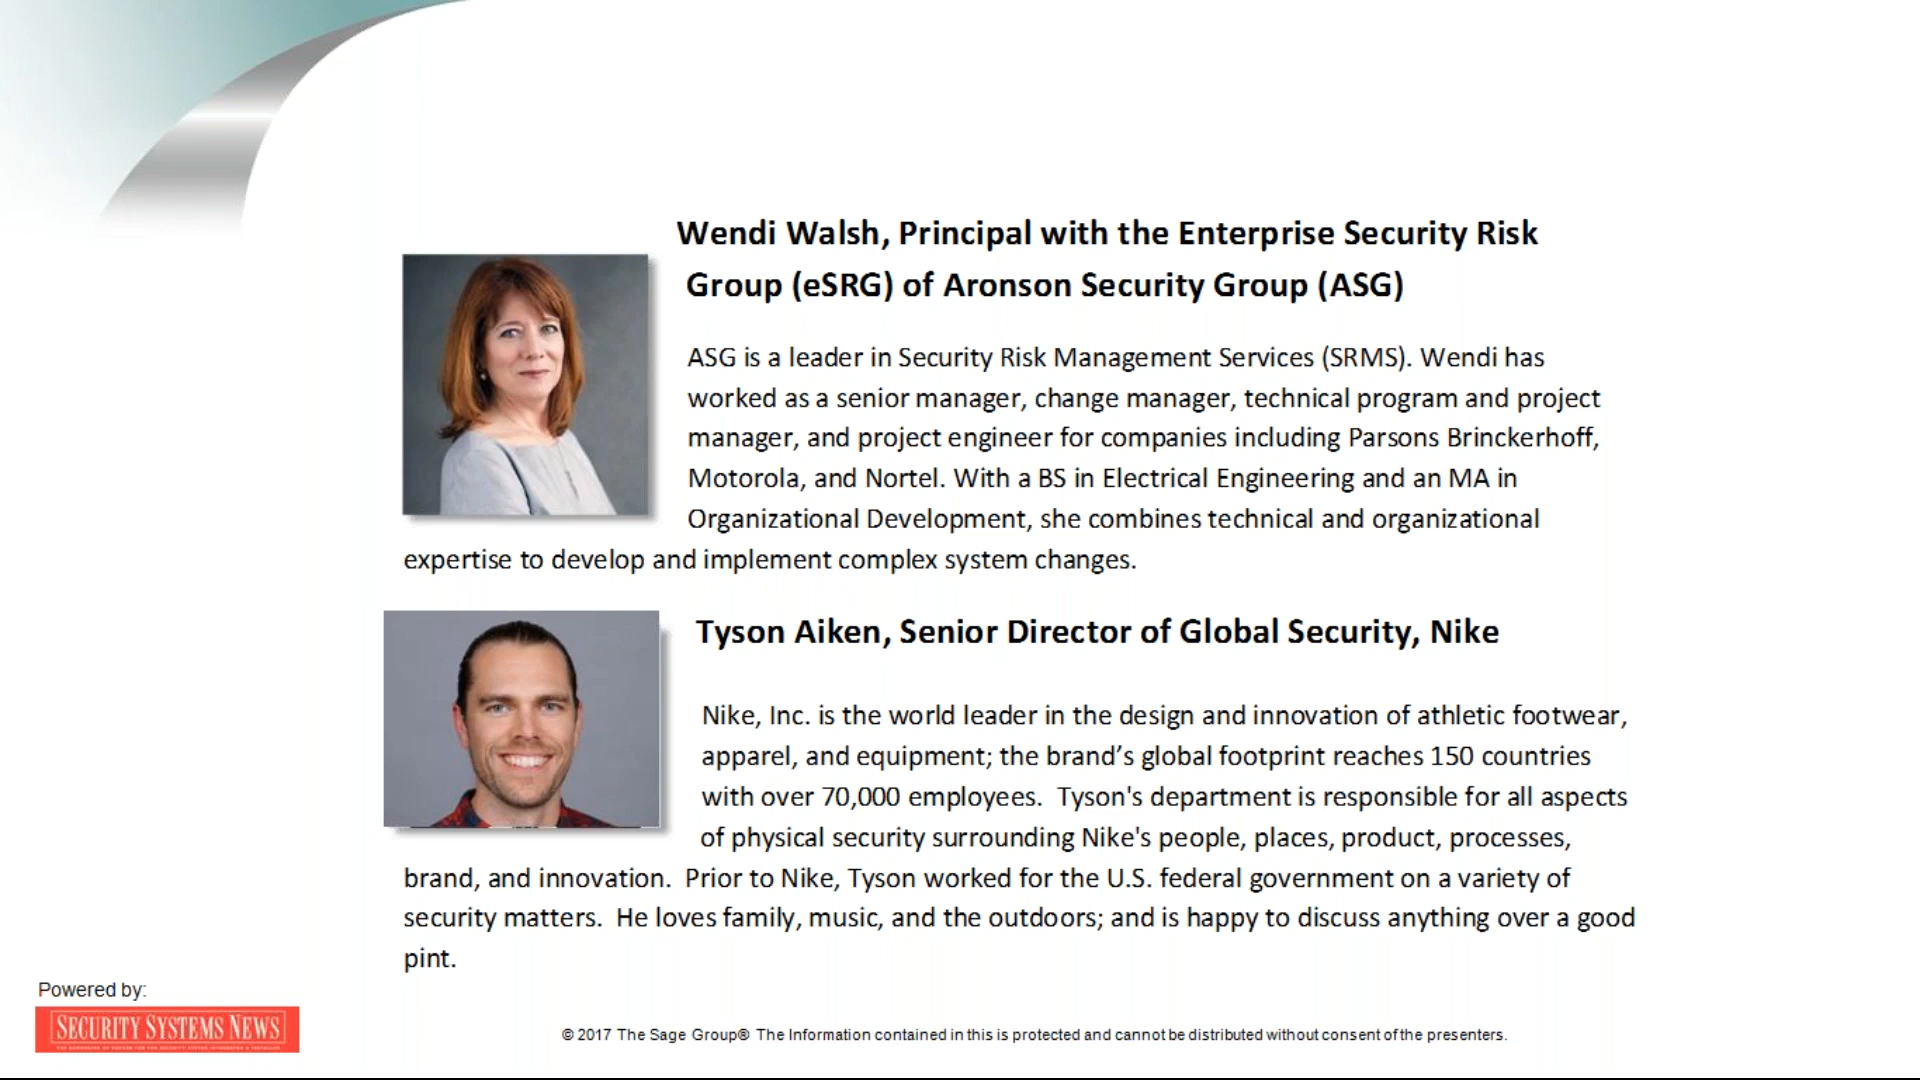 Wendi Walsh, Principal with the Enterprise Security Risk
Group (eSRG) of Aronson Security Group (ASG)
ASG is a leader in Security Risk Management Services (SRMS). Wendi has
worked as a senior manager, change manager, technical program and project
manager, and project engineer for companies including Parsons Brinckerhoff,
Motorola, and Nortel. With a BS in Electrical Engineering and an MA in
Organizational Development, she combines technical and organizational
expertise to develop and implement complex system changes.
Tyson Aiken, Senior Director of Global Security, Nike
Nike, Inc. is the world leader in the design and innovation of athletic footwear,
apparel, and equipment; the brand’s global footprint reaches 150 countries
with over 70,000 employees.  Tyson's department is responsible for all aspects
of physical security surrounding Nike's people, places, product, processes,
brand, and innovation.  Prior to Nike, Tyson worked for the U.S. federal government on a variety of
security matters.  He loves family, music, and the outdoors; and is happy to discuss anything over a good
pint.
Powered by:
SECURITY SYSTEMS NEWS
© 2017 The Sage Group® The Information contained in this is protected and cannot be distributed without consent of the presenters.